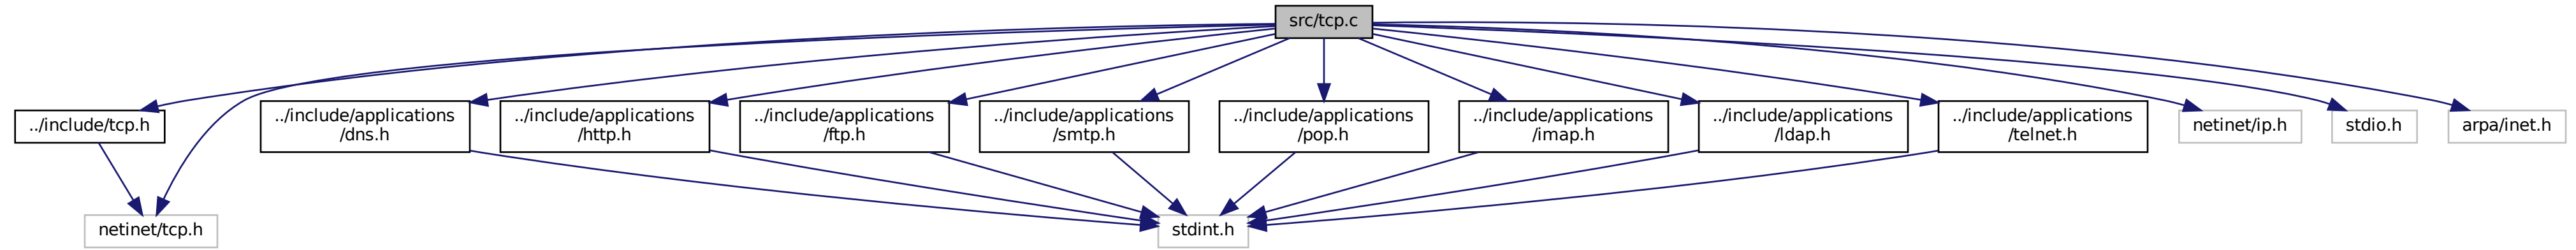 src/tcp.c
../include/tcp.h
../include/applications
/dns.h
../include/applications
/http.h
../include/applications
/ftp.h
../include/applications
/smtp.h
../include/applications
/pop.h
../include/applications
/imap.h
../include/applications
/ldap.h
../include/applications
/telnet.h
netinet/ip.h
stdio.h
arpa/inet.h
netinet/tcp.h
stdint.h